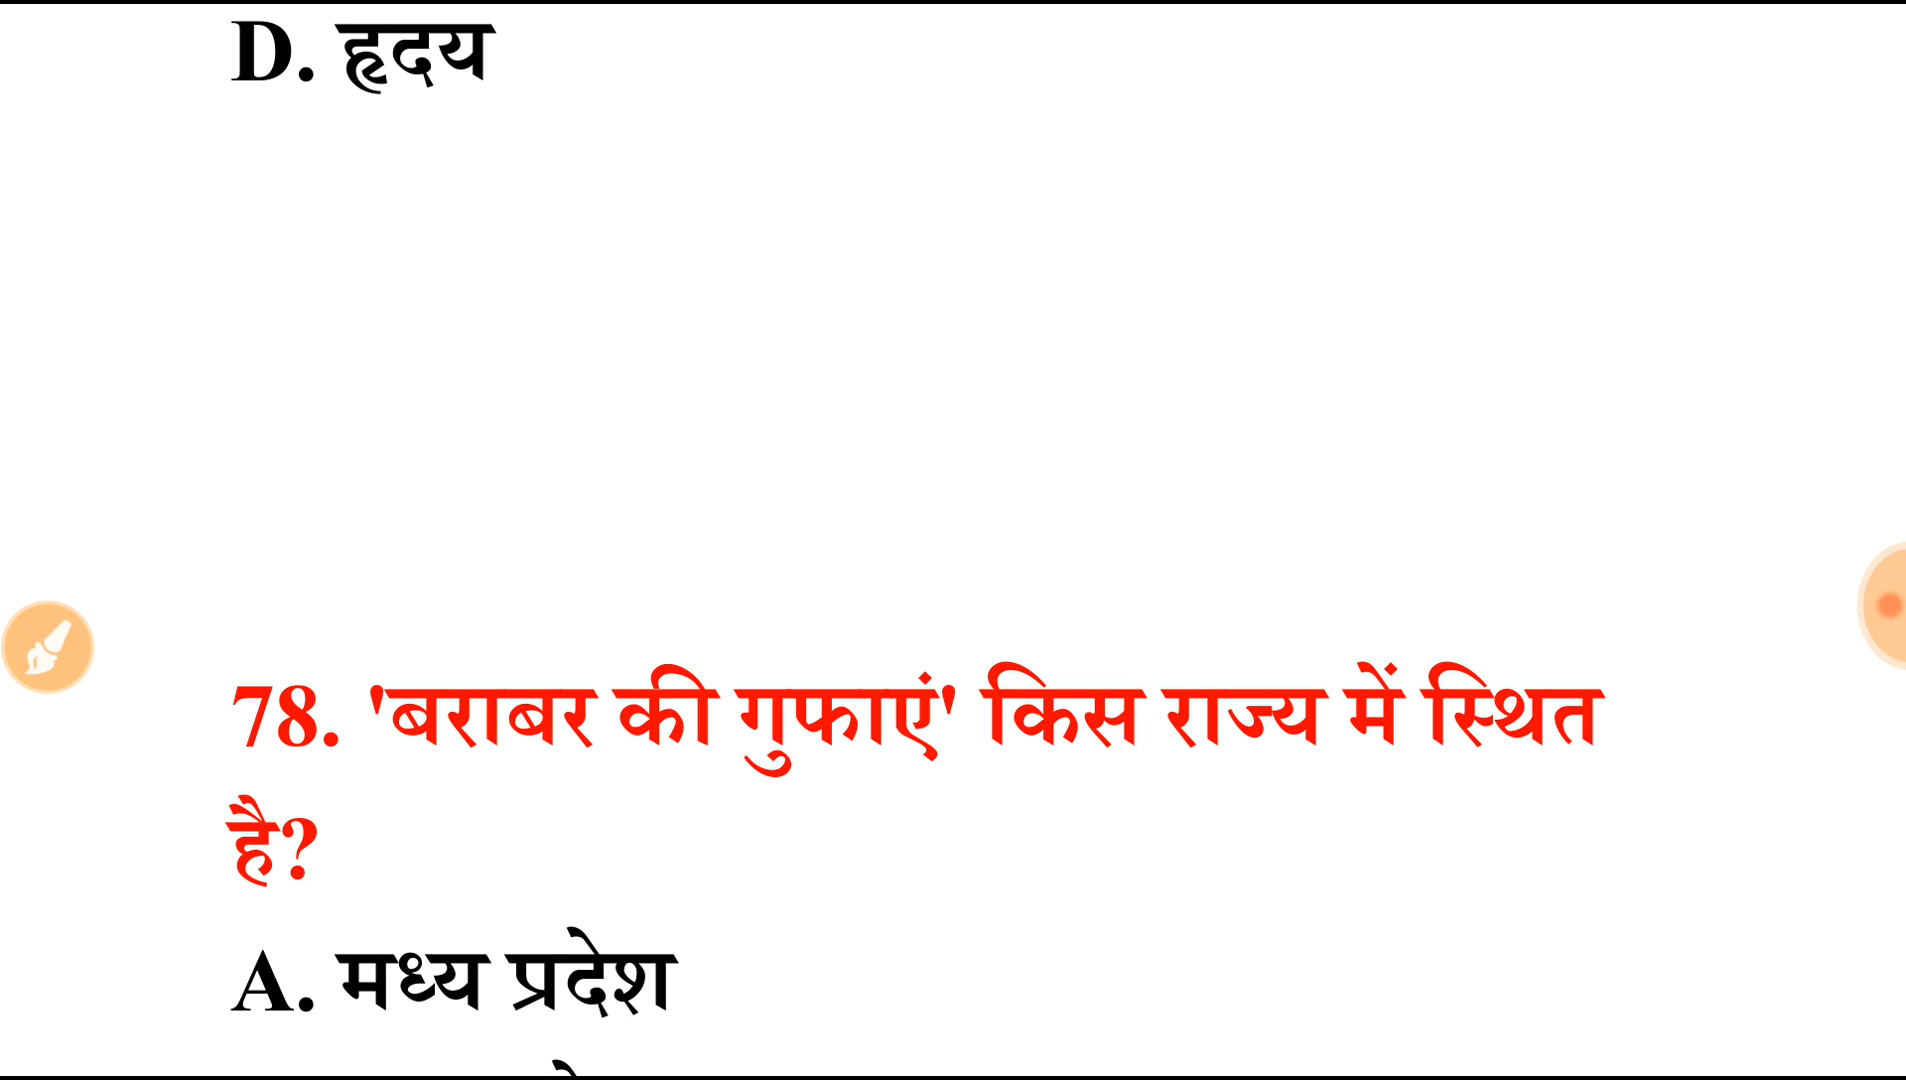 D. हृदय
78. 'बराबर की गुफाएं' किस राज्य में स्थित
है?
A. मध्य प्रदेश